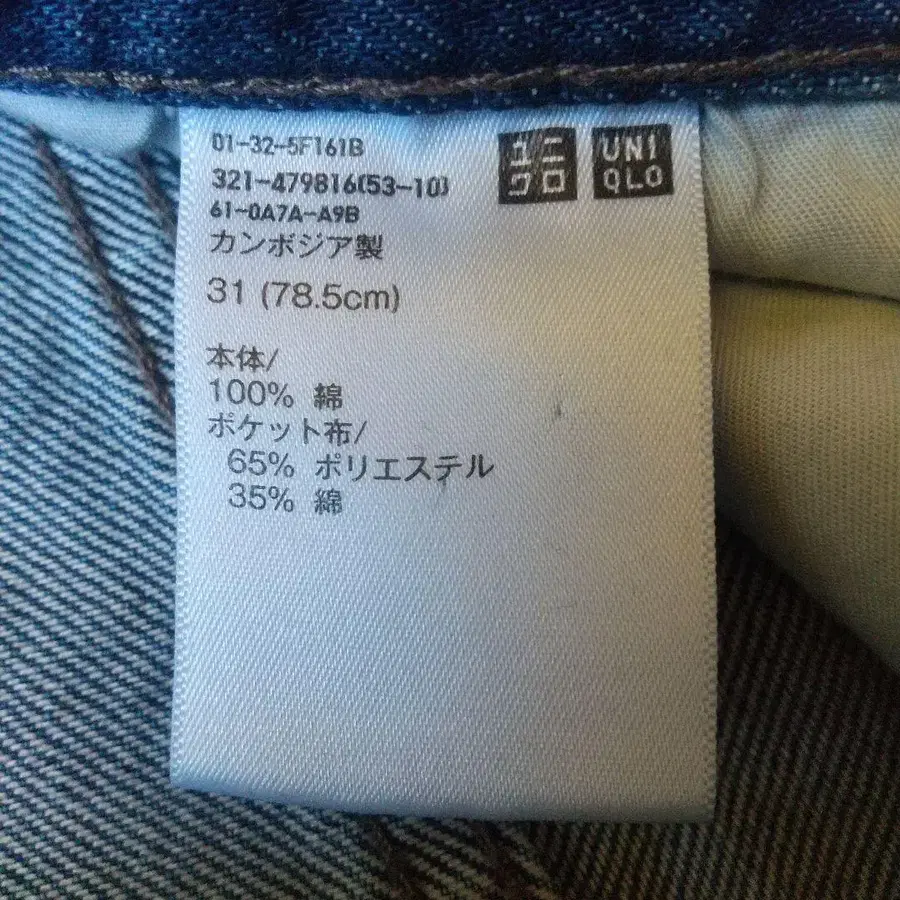 01-32-5F161B
321-479816(53-10)
61-0A7A-A9B
カンボジア製
31 (78.5cm)
本体/
100% 綿
ポケット布/
65% ポリエステル
35% 綿
ユニ
クロ
UNI
QLO